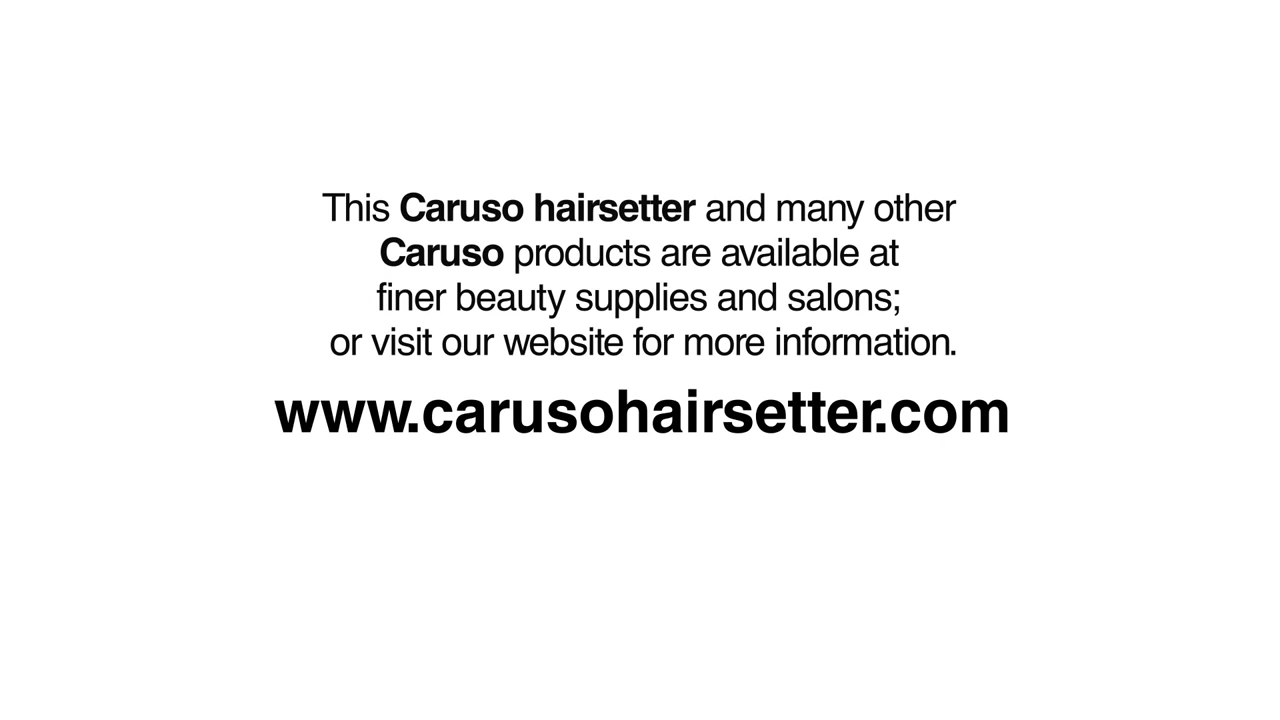 This Caruso hairsetter and many other
Caruso products are available at
finer beauty supplies and salons;
or visit our website for more information.
www.carusohairsetter.com